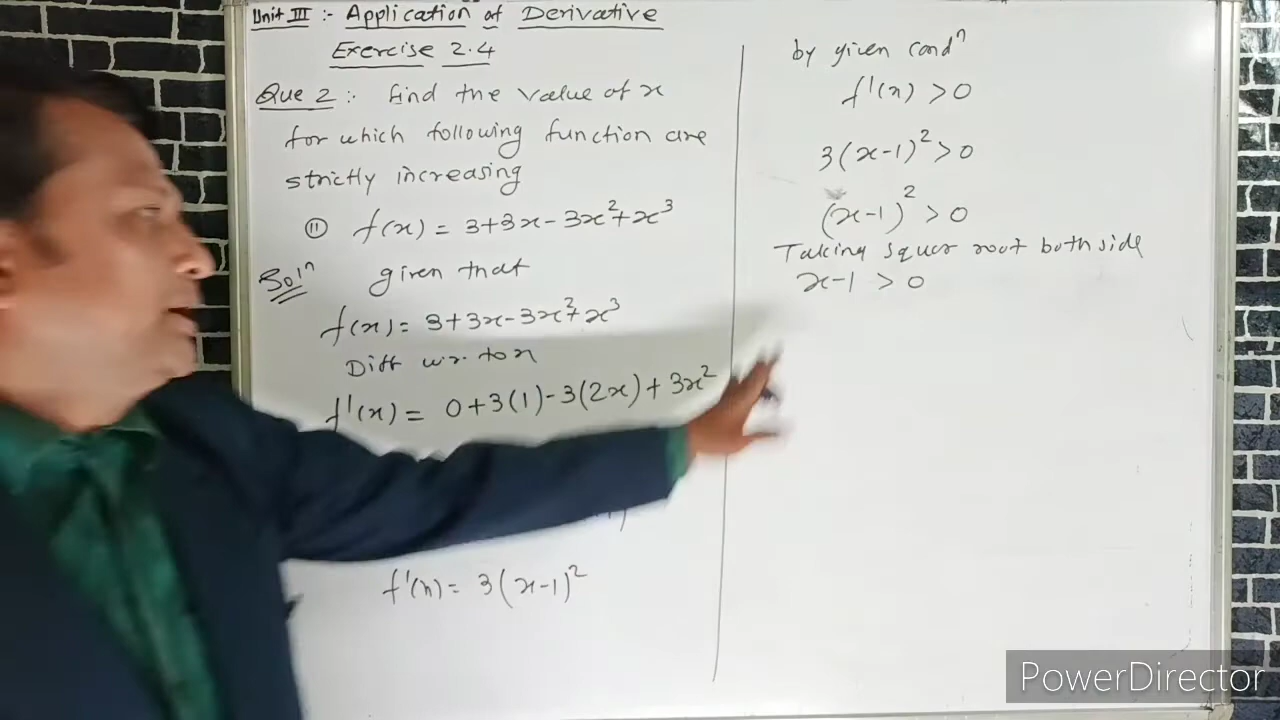 Unit III :- Application of Derivative
Exercise 2.4
Que 2 :- find the value of x
for which following function are
strictly increasing
(ii) f(x) = 3+3x-3x²+x³
Solⁿ given that
f(x) = 3+3x-3x²+x³
Diff w.r. to x
f'(x) = 0+3(1)-3(2x)+3x²
f'(x) = 3(x-1)²
by given condⁿ
f'(x) >0
3(x-1)²>0
(x-1)²>0
Taking squer root both side
x-1 > 0
PowerDirector